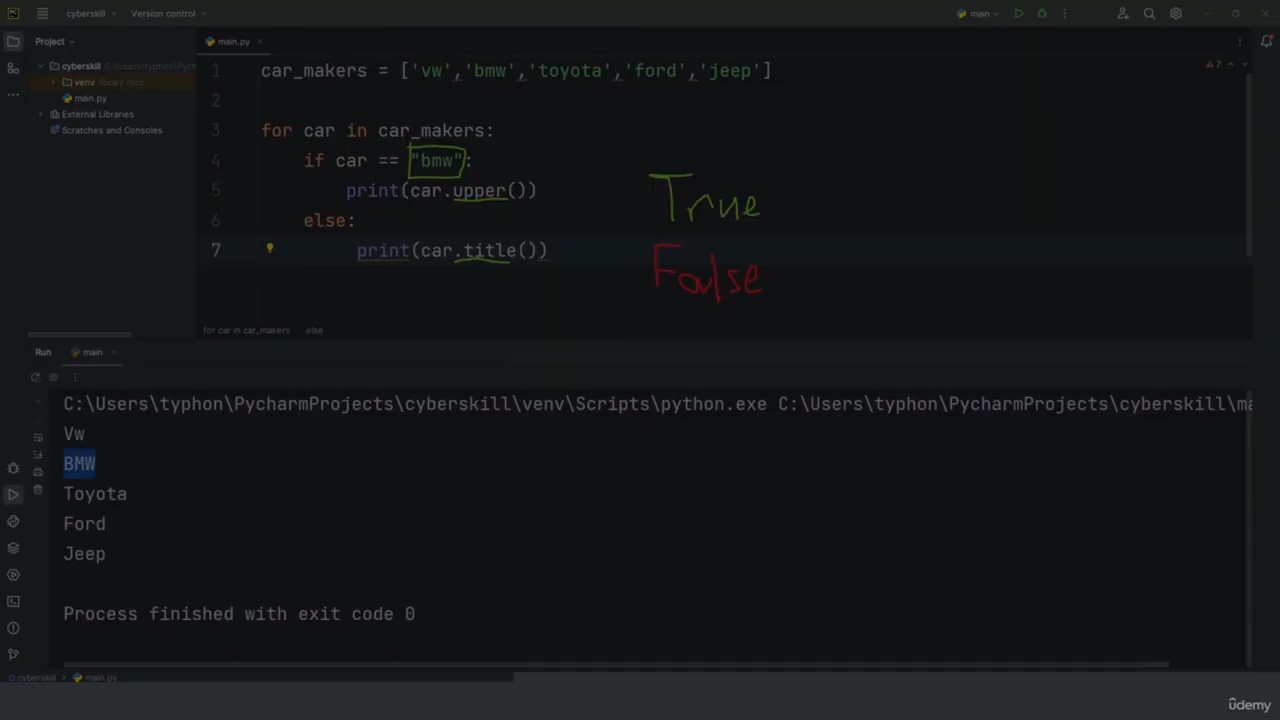 cyberskill Version control main
Project main.py
cyberskill C:\Users\typhon\Pych
venv library root
main.py
External Libraries
Scratches and Consoles
1 car_makers = ['vw','bmw','toyota','ford','jeep'] 7
2
3 for car in car_makers:
4 if car == "bmw":
5 print(car.upper())
6 else:
7 print(car.title())
True
False
for car in car_makers else
Run main
C:\Users\typhon\PycharmProjects\cyberskill\venv\Scripts\python.exe C:\Users\typhon\PycharmProjects\cyberskill\ma
Vw
BMW
Toyota
Ford
Jeep
Process finished with exit code 0
cyberskill > main.py
udemy